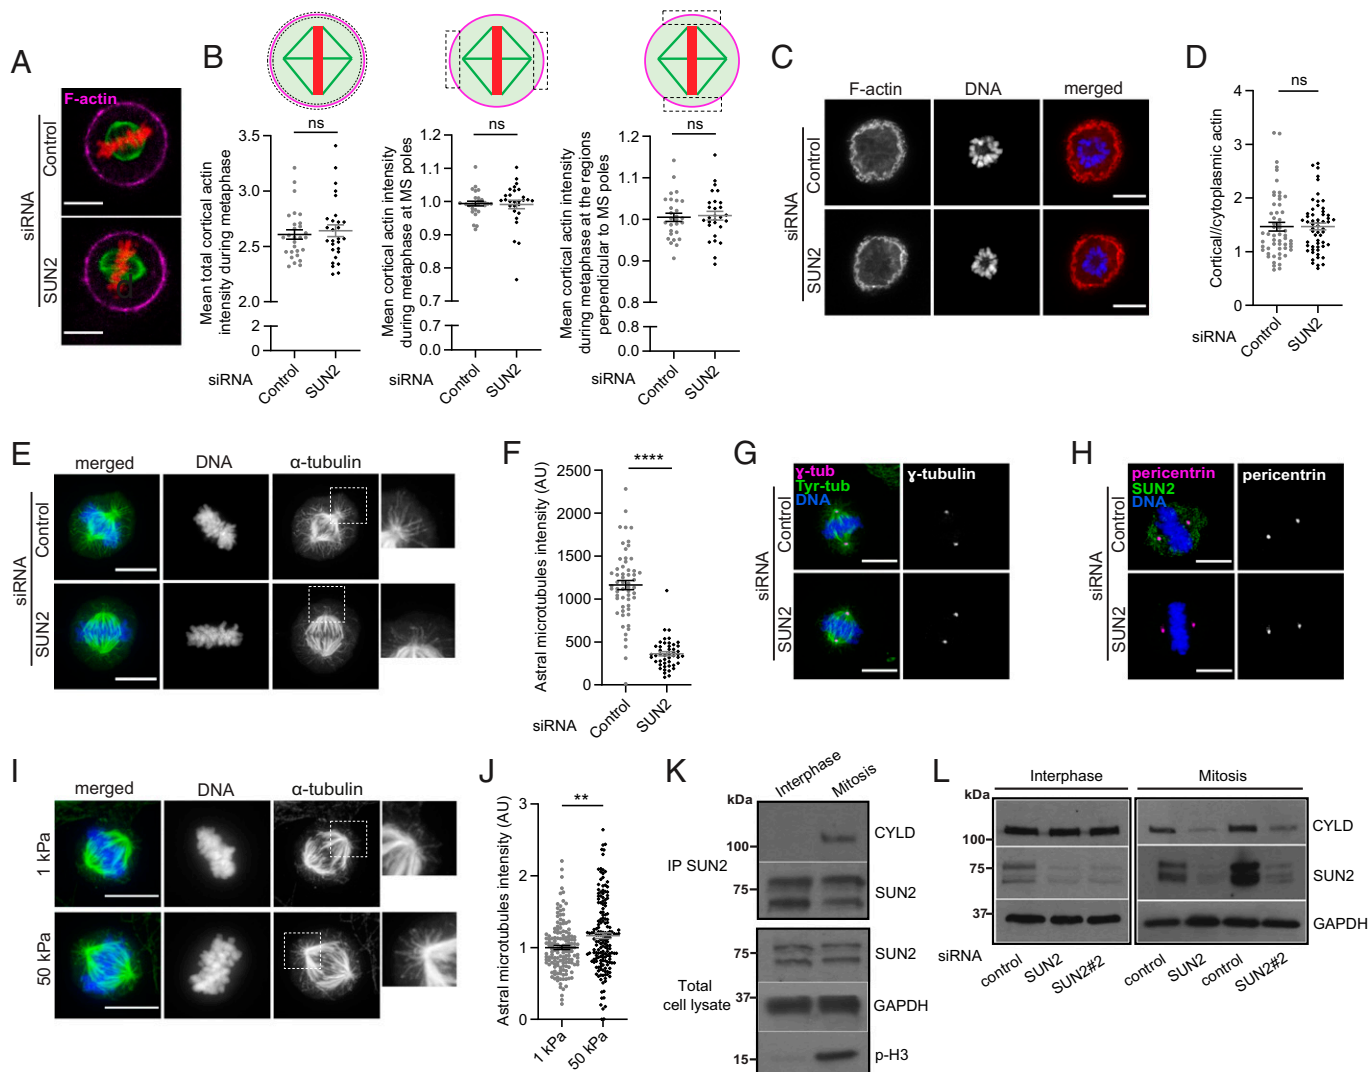 A
F-actin
siRNA
Control
SUN2
B
ns
Mean total cortical actin
intensity during metaphase
3.5
3.0
2.5
2.0
2
0
siRNA
Control
SUN2
ns
Mean cortical actin intensity
during metaphase at MS poles
1.2
1.1
1.0
0.9
0.8
0.7
0.7
0.0
siRNA
Control
SUN2
ns
Mean cortical actin intensity
during metaphase at the regions
perpendicular to MS poles
1.2
1.1
1.0
0.9
0.8
0.8
0.0
siRNA
Control
SUN2
C
F-actin
DNA
merged
siRNA
Control
SUN2
D
ns
Cortical//cytoplasmic actin
4
3
2
1
0
siRNA
Control
SUN2
E
merged
DNA
α-tubulin
siRNA
Control
SUN2
F
****
Astral microtubules intensity (AU)
2500
2000
1500
1000
500
0
siRNA
Control
SUN2
G
γ-tub
Tyr-tub
DNA
γ-tubulin
siRNA
Control
SUN2
H
pericentrin
SUN2
DNA
pericentrin
siRNA
Control
SUN2
I
merged
DNA
α-tubulin
1 kPa
50 kPa
J
**
Astral microtubules intensity (AU)
3
2
1
0
1 kPa
50 kPa
K
Interphase
Mitosis
kDa
CYLD
100
IP SUN2
75
SUN2
75
SUN2
Total
cell lysate
37
GAPDH
15
p-H3
L
Interphase
Mitosis
kDa
CYLD
100
75
SUN2
37
GAPDH
siRNA
control
SUN2
SUN2#2
control
SUN2
control
SUN2#2